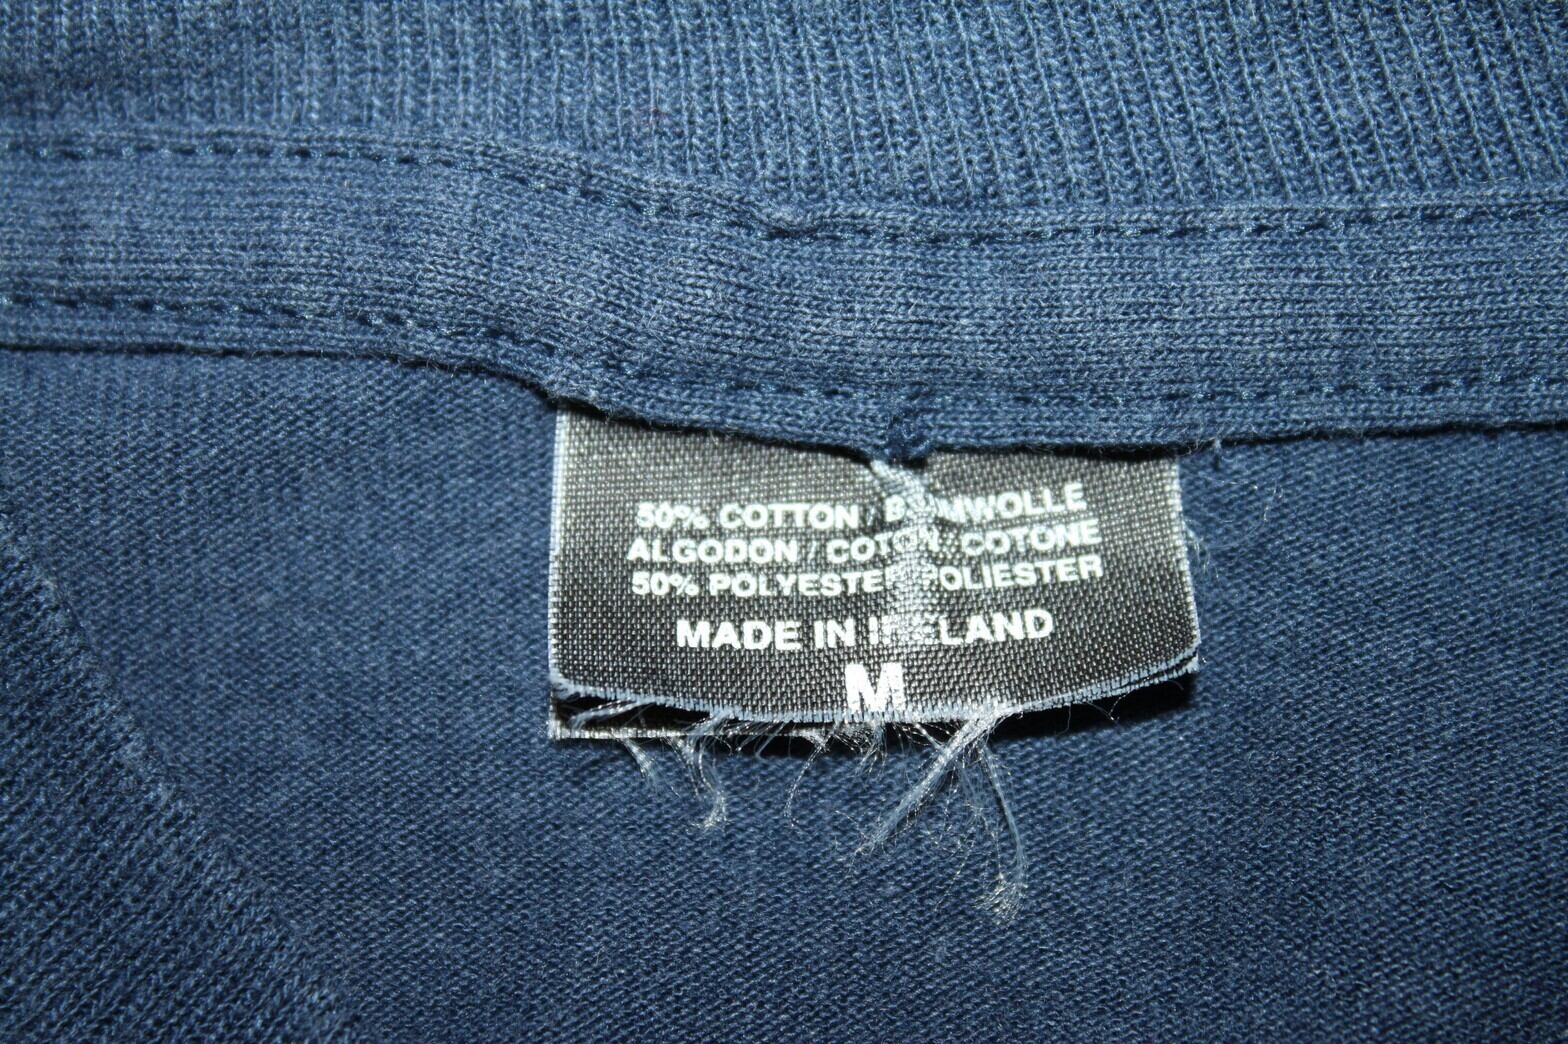 50% COTTON / BAUMWOLLE
ALGODON / COTON / COTONE
50% POLYESTER POLIESTER
MADE IN IRELAND
M